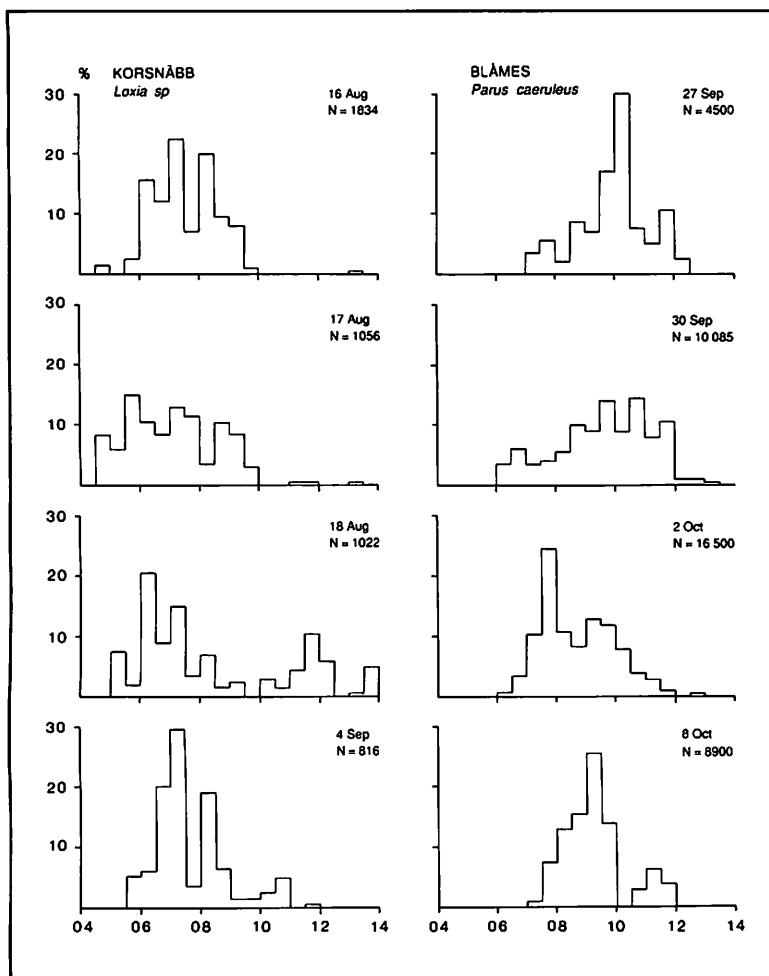 % KORSNÄBB
Loxia sp
16 Aug
N = 1834
30
20
10
17 Aug
N = 1056
30
20
10
18 Aug
N = 1022
30
20
10
4 Sep
N = 816
30
20
10
04 06 08 10 12 14
BLÅMES
Parus caeruleus
27 Sep
N = 4500
30 Sep
N = 10 085
2 Oct
N = 16 500
8 Oct
N = 8900
04 06 08 10 12 14